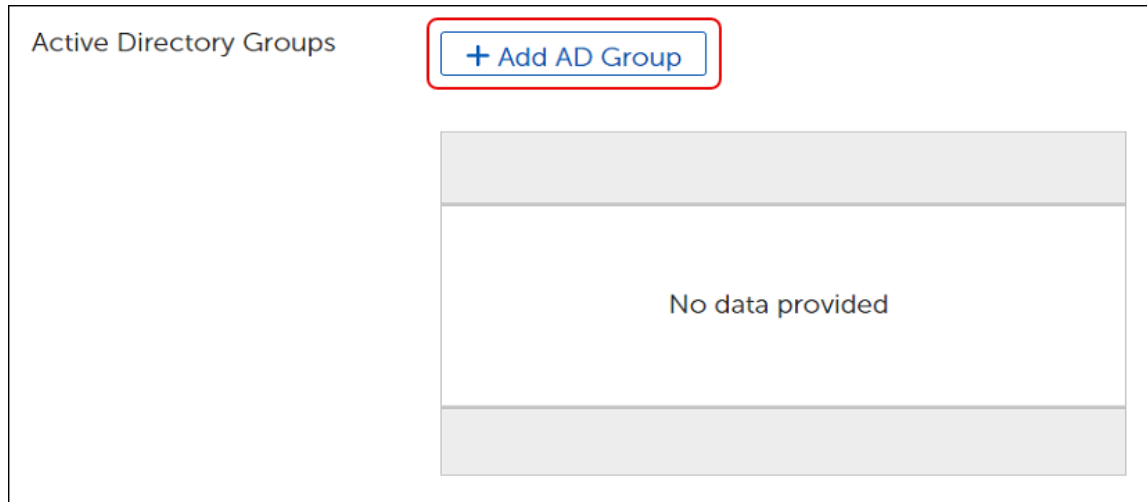 Active Directory Groups
+ Add AD Group
No data provided